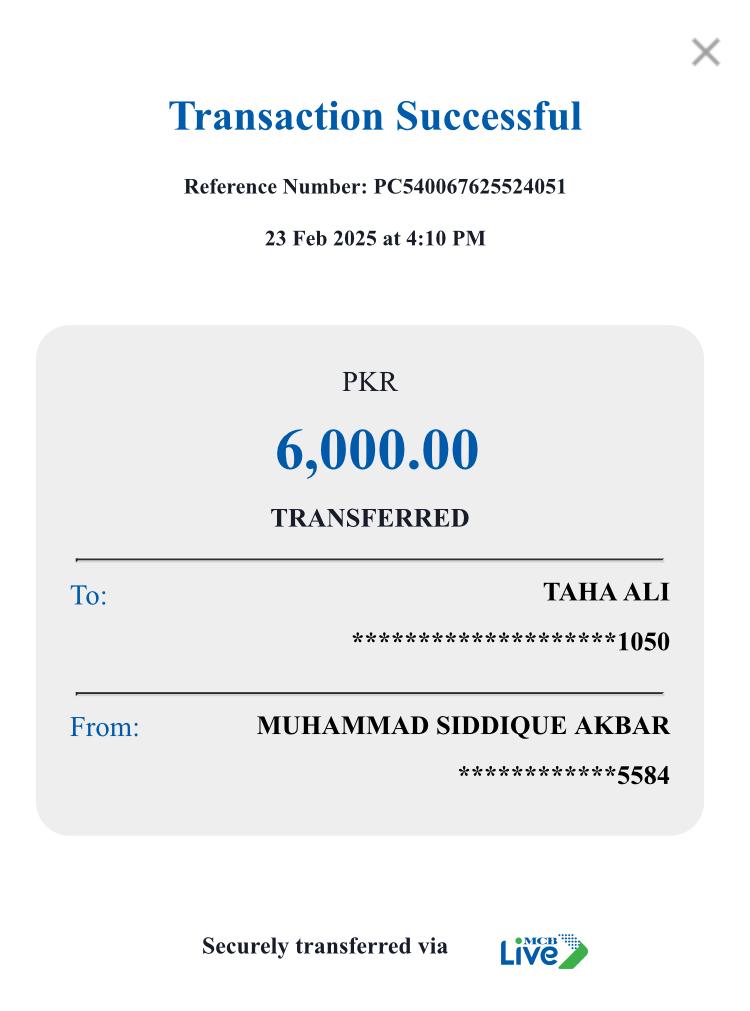 Transaction Successful
Reference Number: PC540067625524051
23 Feb 2025 at 4:10 PM
PKR
6,000.00
TRANSFERRED
To: TAHA ALI
********************1050
From: MUHAMMAD SIDDIQUE AKBAR
************5584
Securely transferred via MCB Live